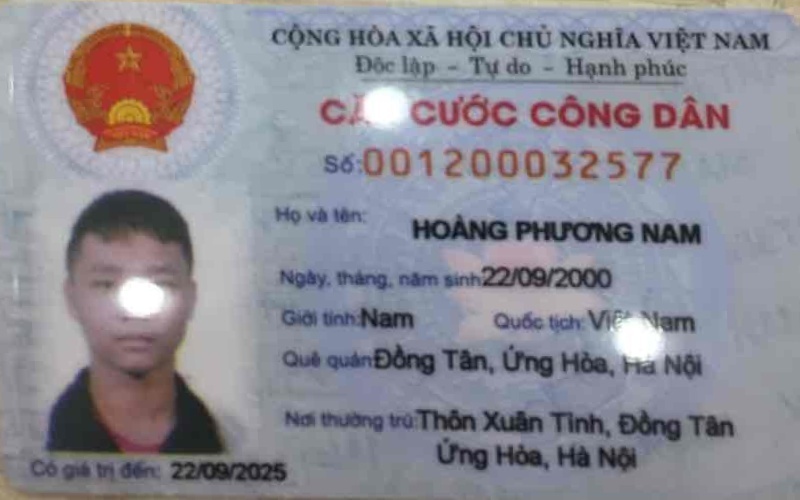 CỘNG HÒA XÃ HỘI CHỦ NGHĨA VIỆT NAM
Độc lập - Tự do - Hạnh phúc
CƯỚC CÔNG DÂN
Số: 001200032577
Họ và tên:
HOÀNG PHƯƠNG NAM
Ngày, tháng, năm sinh: 22/09/2000
Giới tính: Nam Quốc tịch: Việt Nam
Quê quán: Đồng Tân, Ứng Hòa, Hà Nội
Nơi thường trú: Thôn Xuân Tình, Đồng Tân
Ứng Hòa, Hà Nội
Có giá trị đến: 22/09/2025